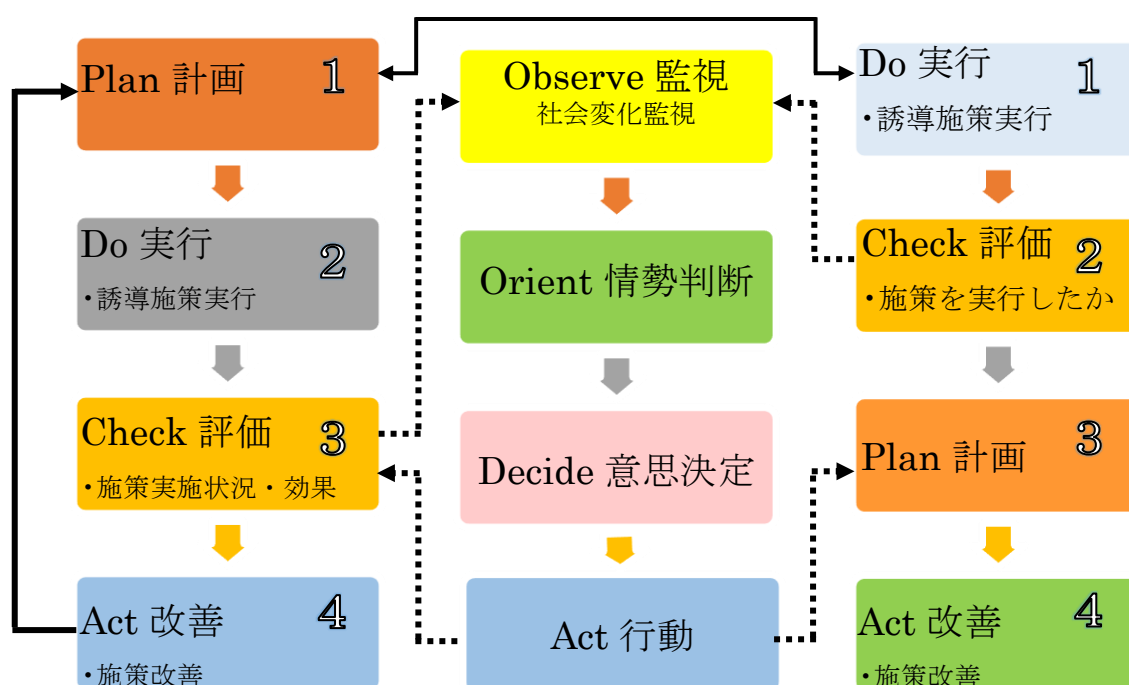 Plan 計画 1
Do 実行 2
・誘導施策実行
Check 評価 3
・施策実施状況・効果
Act 改善 4
・施策改善
Observe 監視
社会変化監視
Orient 情勢判断
Decide 意思決定
Act 行動
Do 実行 1
・誘導施策実行
Check 評価 2
・施策を実行したか
Plan 計画 3
Act 改善 4
・施策改善